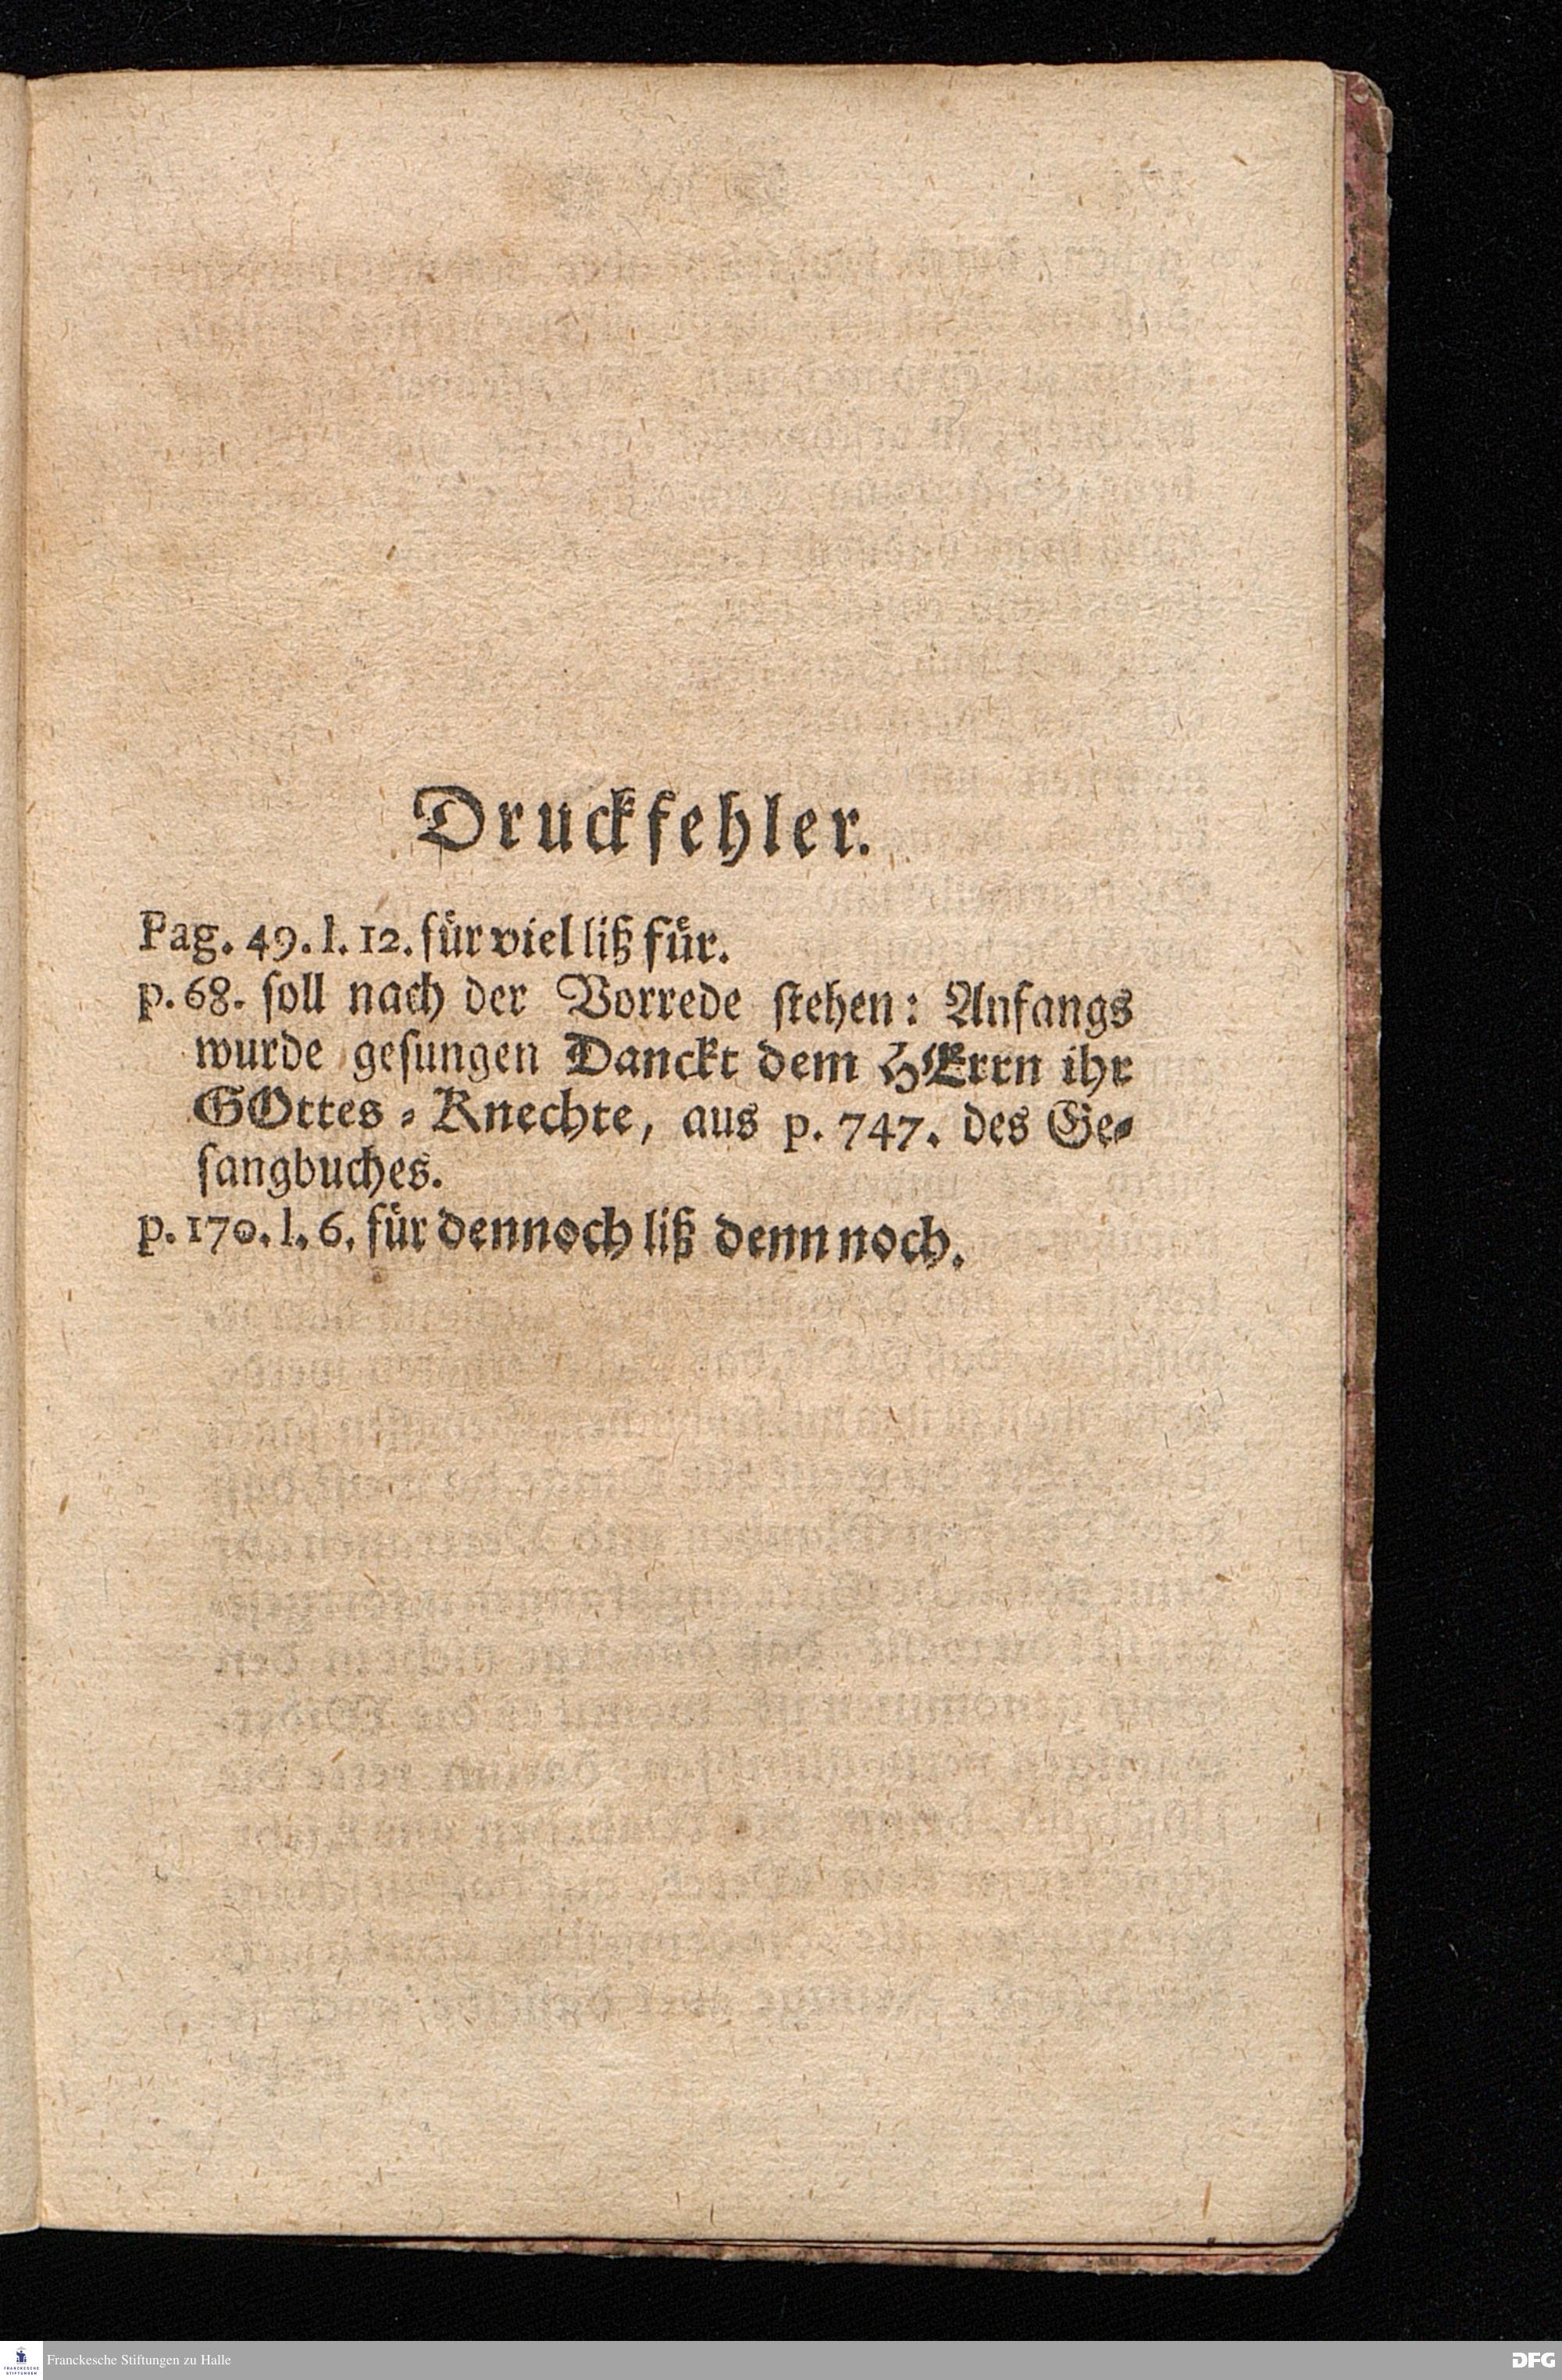 Druckfehler.
Pag. 49. l. 12. für viel liß für.
p. 68. soll nach der Vorrede stehen: Anfangs
wurde gesungen Danckt dem HErrn ihr
GOttes-Knechte, aus p. 747. des Ge-
sangbuches.
p. 170. l. 6. für dennoch liß denn noch.
FRANCKESCHE
STIFTUNGEN
Franckesche Stiftungen zu Halle
DFG